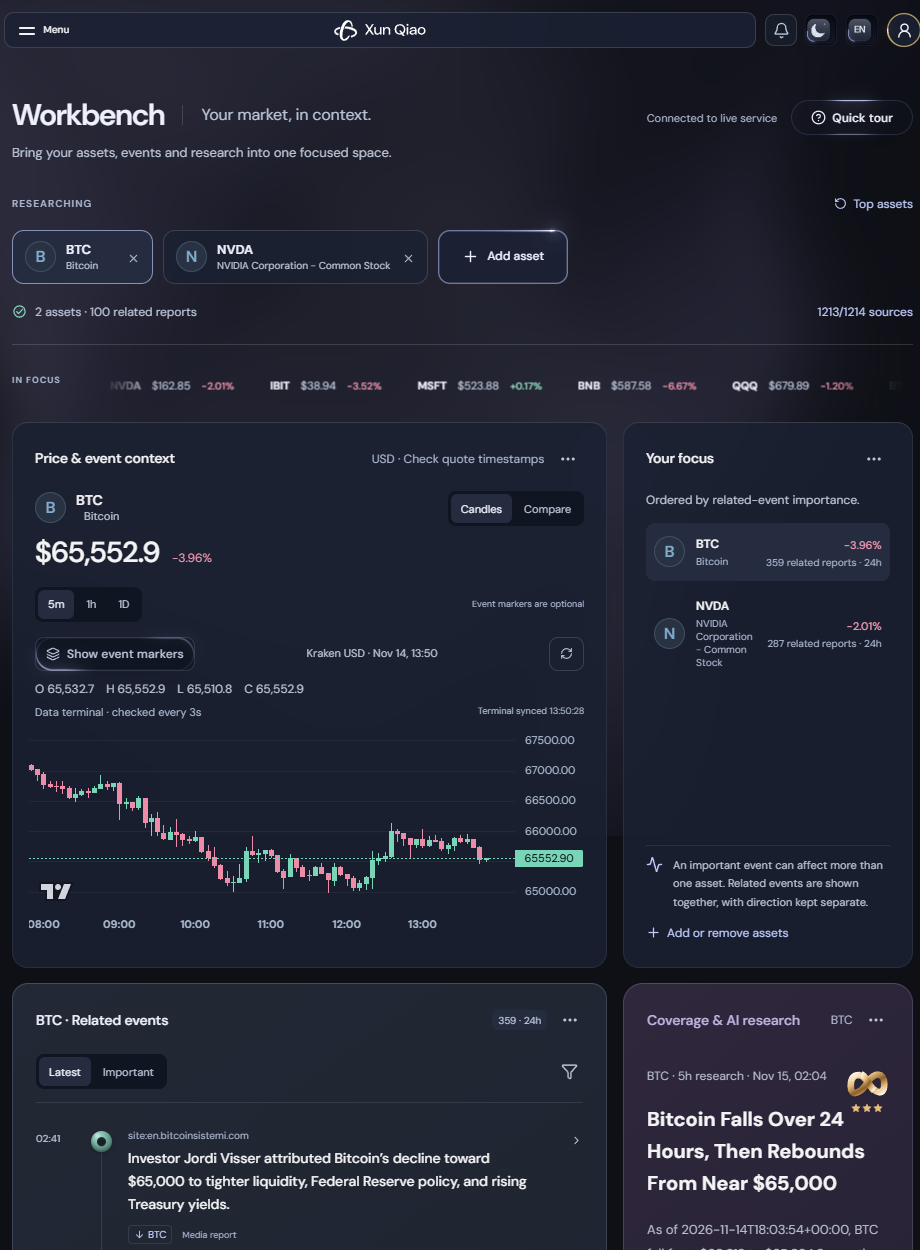 Menu
Xun Qiao
EN
Workbench
Your market, in context.
Connected to live service
Quick tour
Bring your assets, events and research into one focused space.
RESEARCHING
Top assets
B
BTC
Bitcoin
×
N
NVDA
NVIDIA Corporation - Common Stock
×
+ Add asset
2 assets · 100 related reports
1213/1214 sources
IN FOCUS
NVDA $162.85 -2.01%
IBIT $38.94 -3.52%
MSFT $523.88 +0.17%
BNB $587.58 -6.67%
QQQ $679.89 -1.20%
Price & event context
USD · Check quote timestamps
B
BTC
Bitcoin
Candles
Compare
$65,552.9 -3.96%
5m
1h
1D
Event markers are optional
Show event markers
Kraken USD · Nov 14, 13:50
O 65,532.7 H 65,552.9 L 65,510.8 C 65,552.9
Data terminal · checked every 3s
Terminal synced 13:50:28
67500.00
67000.00
66500.00
66000.00
65552.90
65000.00
08:00 09:00 10:00 11:00 12:00 13:00
Your focus
Ordered by related-event importance.
B
BTC
Bitcoin
-3.96%
359 related reports · 24h
N
NVDA
NVIDIA
Corporation
- Common
Stock
-2.01%
287 related reports · 24h
An important event can affect more than
one asset. Related events are shown
together, with direction kept separate.
+ Add or remove assets
BTC · Related events
359 · 24h
Latest
Important
02:41
site:en.bitcoinsistemi.com
Investor Jordi Visser attributed Bitcoin's decline toward
$65,000 to tighter liquidity, Federal Reserve policy, and rising
Treasury yields.
↓ BTC
Media report
Coverage & AI research
BTC
BTC · 5h research · Nov 15, 02:04
Bitcoin Falls Over 24
Hours, Then Rebounds
From Near $65,000
As of 2026-11-14T18:03:54+00:00, BTC